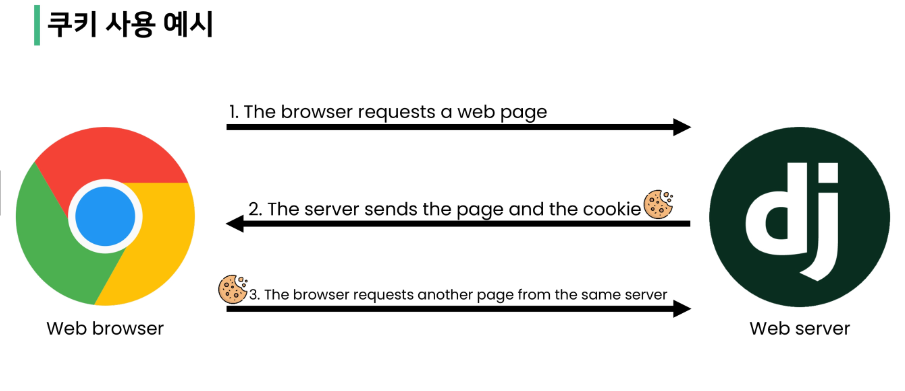 쿠키 사용 예시
1. The browser requests a web page
2. The server sends the page and the cookie
3. The browser requests another page from the same server
dj
Web browser
Web server